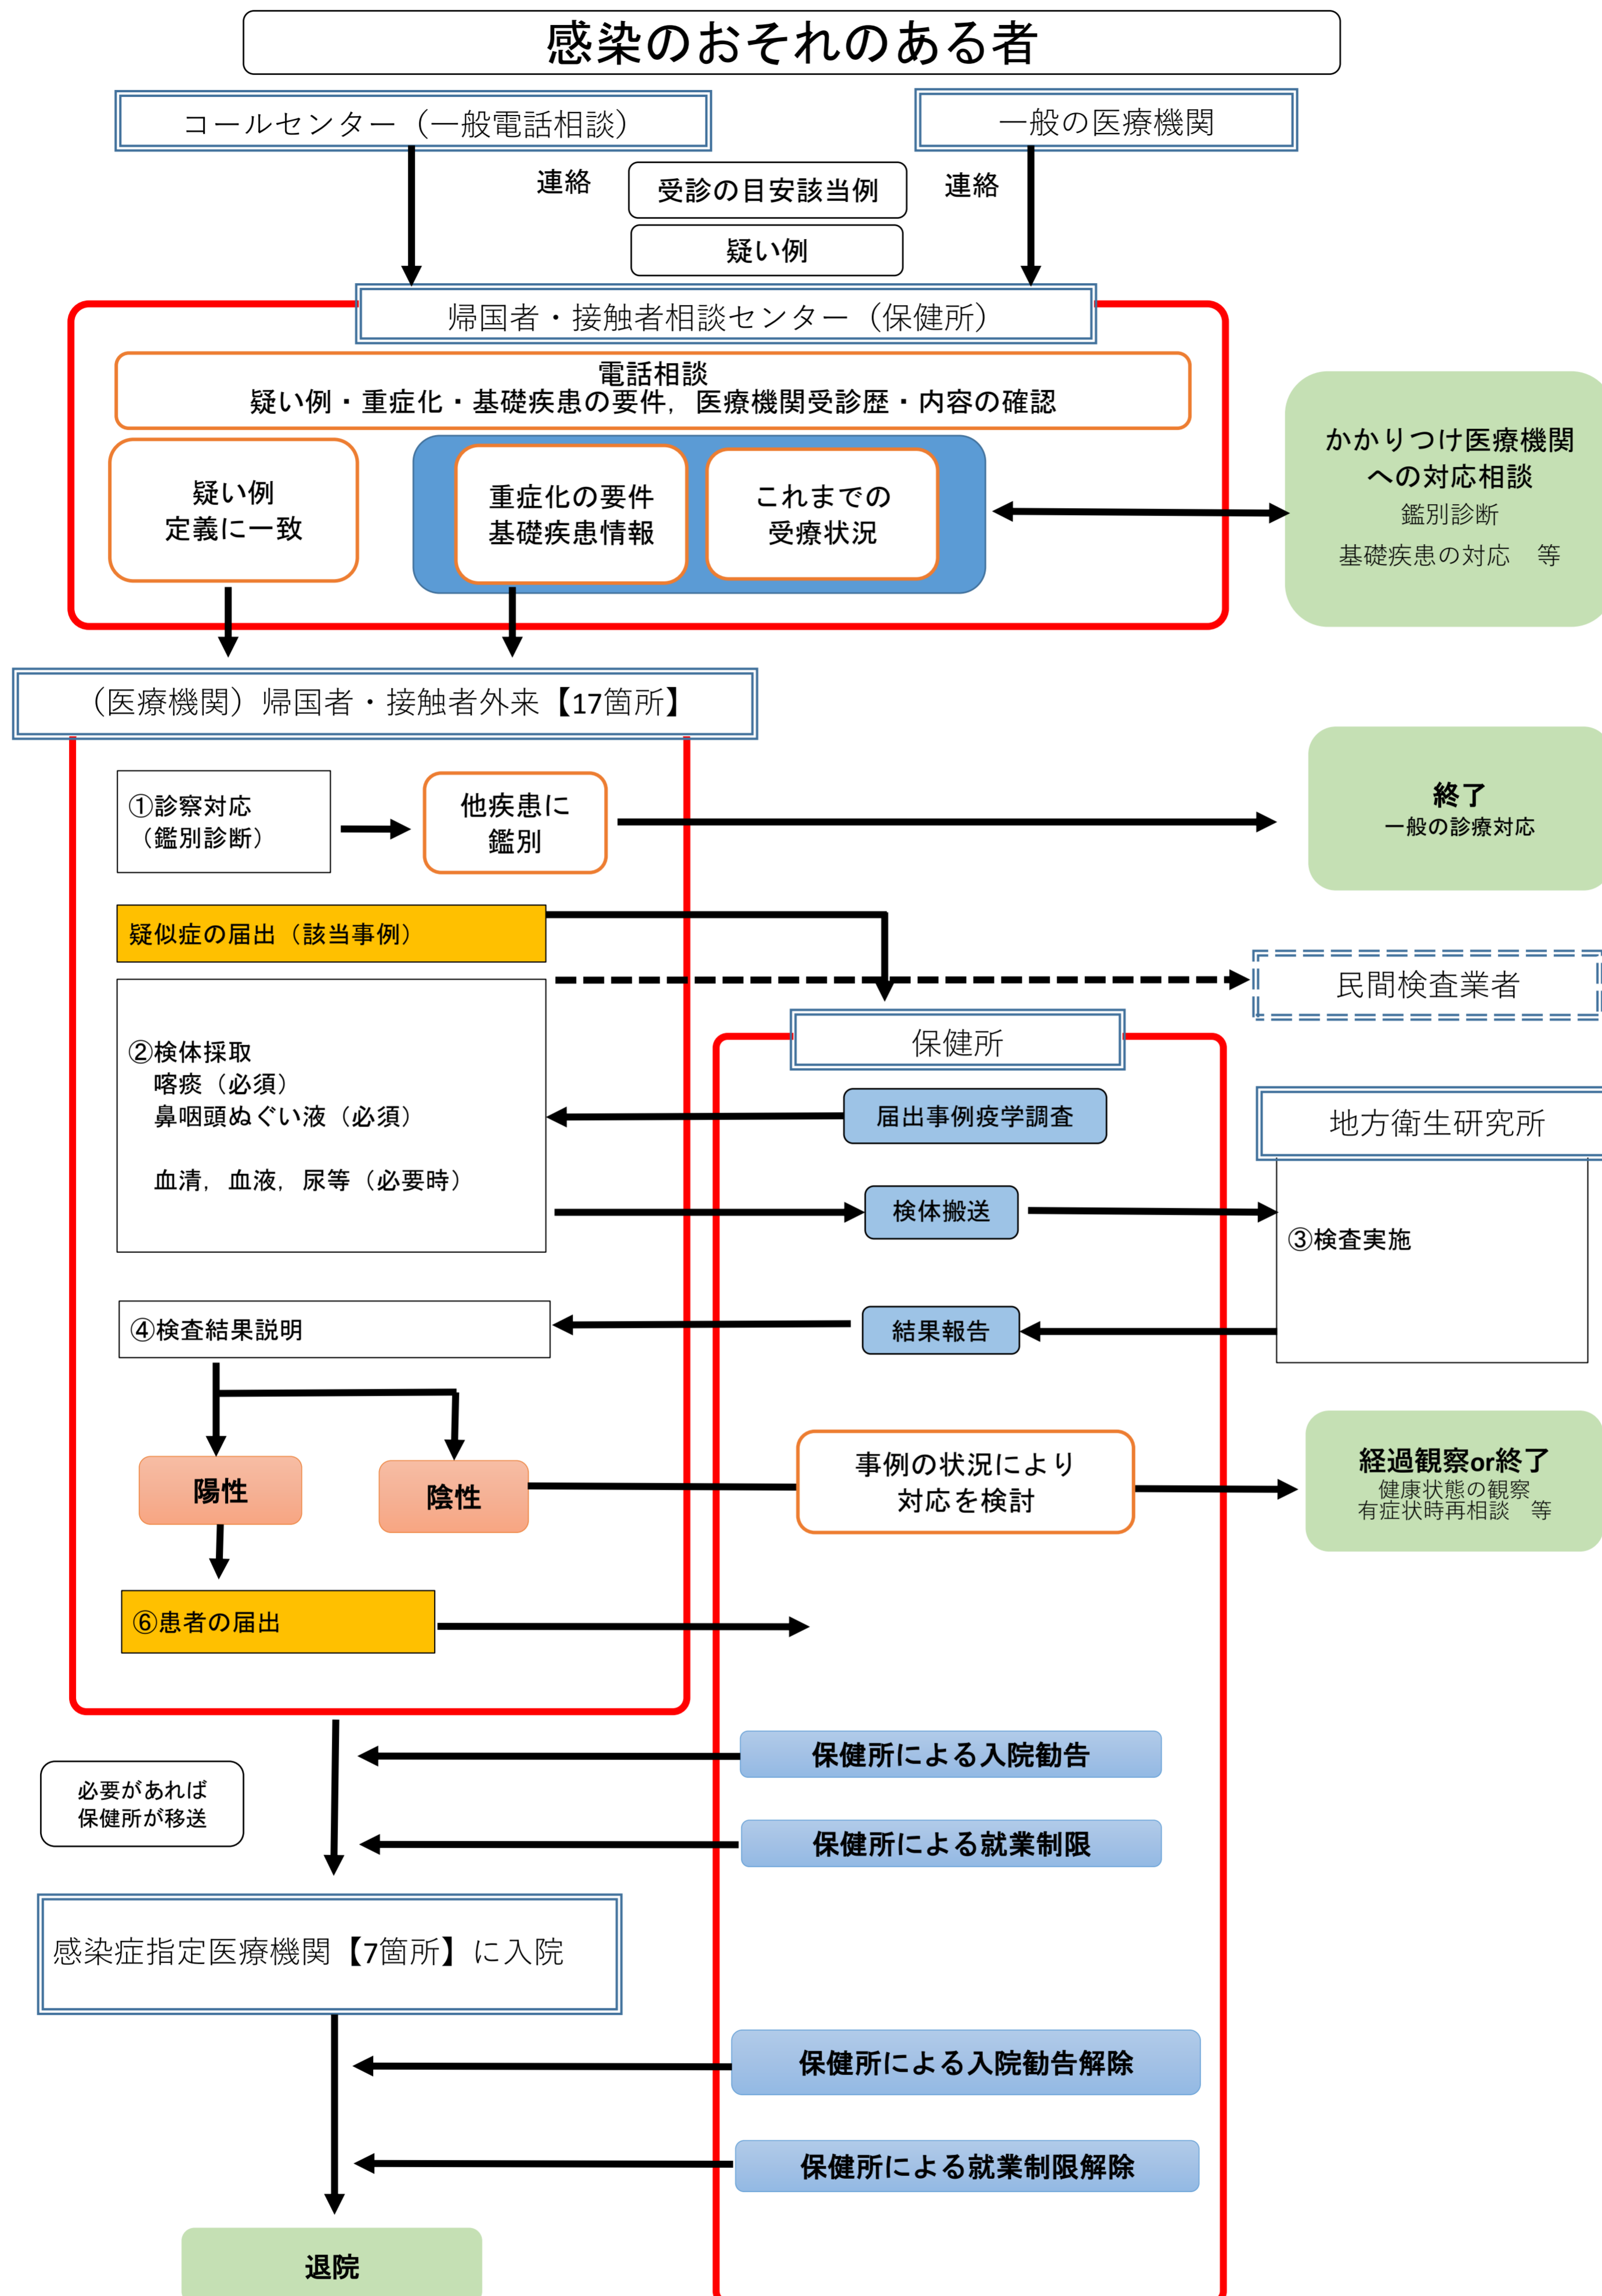 感染のおそれのある者
コールセンター（一般電話相談）
一般の医療機関
連絡
受診の目安該当例
連絡
疑い例
帰国者・接触者相談センター（保健所）
電話相談
疑い例・重症化・基礎疾患の要件，医療機関受診歴・内容の確認
疑い例
定義に一致
重症化の要件
基礎疾患情報
これまでの
受療状況
かかりつけ医療機関
への対応相談
鑑別診断
基礎疾患の対応　等
（医療機関）帰国者・接触者外来【17箇所】
①診察対応
（鑑別診断）
他疾患に
鑑別
終了
一般の診療対応
疑似症の届出（該当事例）
民間検査業者
②検体採取
喀痰（必須）
鼻咽頭ぬぐい液（必須）
血清，血液，尿等（必要時）
保健所
届出事例疫学調査
地方衛生研究所
検体搬送
③検査実施
④検査結果説明
結果報告
陽性
陰性
事例の状況により
対応を検討
経過観察or終了
健康状態の観察
有症状時再相談　等
⑥患者の届出
保健所による入院勧告
必要があれば
保健所が移送
保健所による就業制限
感染症指定医療機関【7箇所】に入院
保健所による入院勧告解除
保健所による就業制限解除
退院